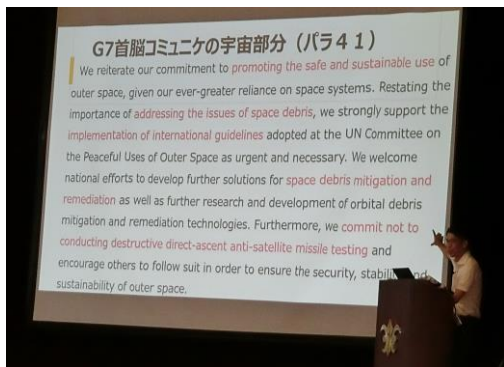 G7首脳コミュニケの宇宙部分（パラ４１）
We reiterate our commitment to promoting the safe and sustainable use of
outer space, given our ever-greater reliance on space systems. Restating the
importance of addressing the issues of space debris, we strongly support the
implementation of international guidelines adopted at the UN Committee on
the Peaceful Uses of Outer Space as urgent and necessary. We welcome
national efforts to develop further solutions for space debris mitigation and
remediation as well as further research and development of orbital debris
mitigation and remediation technologies. Furthermore, we commit not to
conducting destructive direct-ascent anti-satellite missile testing and
encourage others to follow suit in order to ensure the security, stability and
sustainability of outer space.